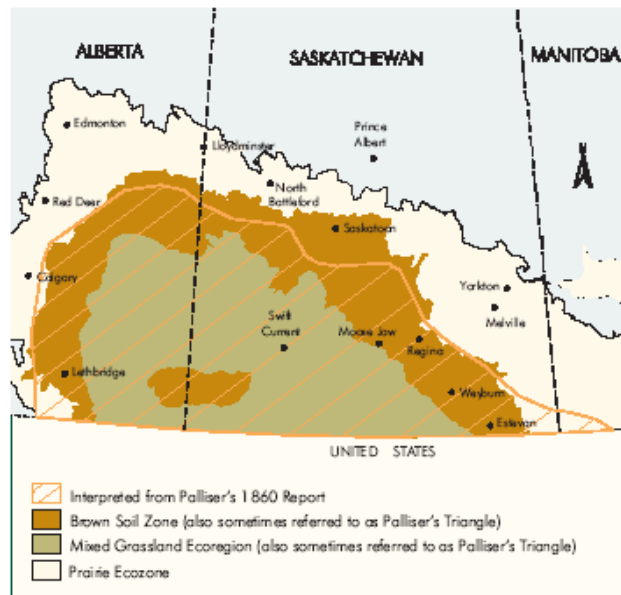 ALBERTA
SASKATCHEWAN
MANITOBA
Edmonton
Lloydminster
Prince
Albert
North
Battleford
Red Deer
Saskatoon
Calgary
Yorkton
Melville
Swift
Current
Moose Jaw
Regina
Lethbridge
Weyburn
Estevan
UNITED STATES
Interpreted from Palliser's 1860 Report
Brown Soil Zone (also sometimes referred to as Palliser's Triangle)
Mixed Grassland Ecoregion (also sometimes referred to as Palliser's Triangle)
Prairie Ecozone